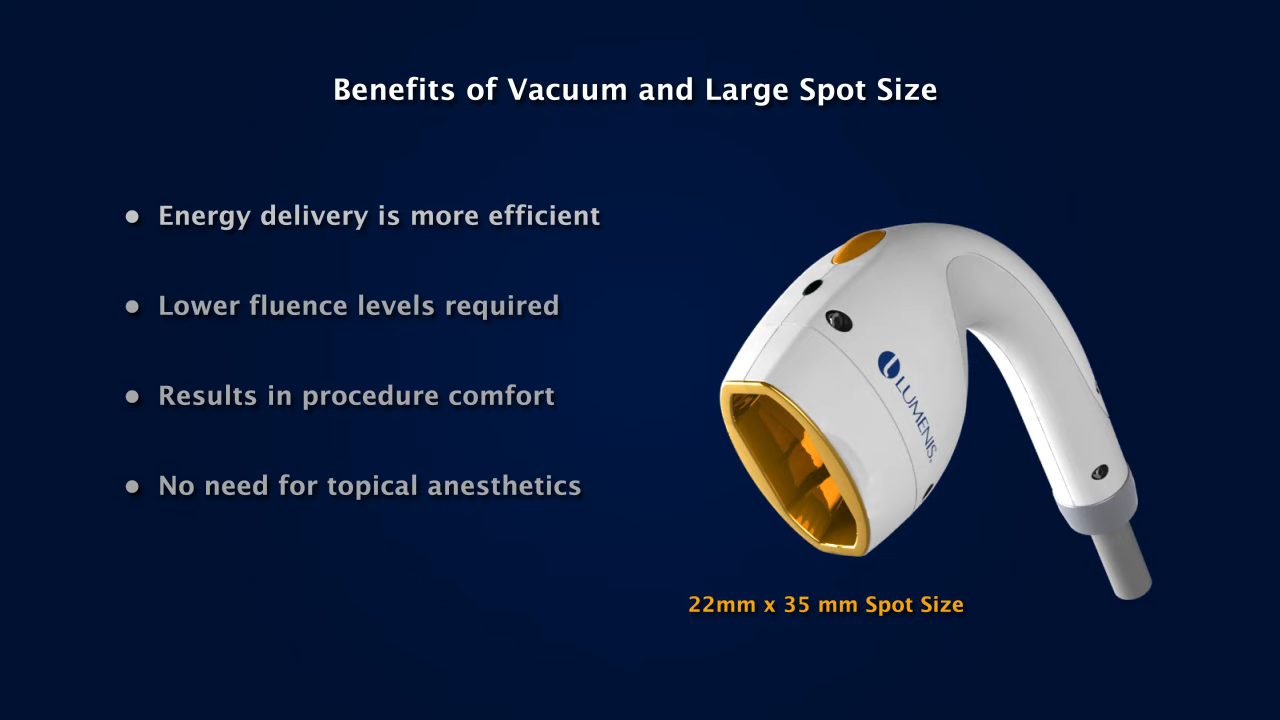 Benefits of Vacuum and Large Spot Size
• Energy delivery is more efficient
• Lower fluence levels required
• Results in procedure comfort
• No need for topical anesthetics
LUMENIS®
22mm x 35 mm Spot Size